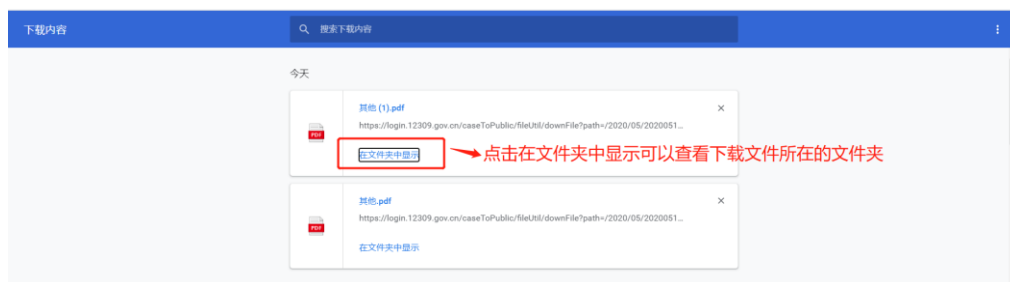 下载内容
搜索下载内容
今天
其他 (1).pdf
https://login.12309.gov.cn/caseToPublic/fileUtil/downFile?path=/2020/05/2020051...
PDF
在文件夹中显示
点击在文件夹中显示可以查看下载文件所在的文件夹
其他.pdf
https://login.12309.gov.cn/caseToPublic/fileUtil/downFile?path=/2020/05/2020051...
PDF
在文件夹中显示